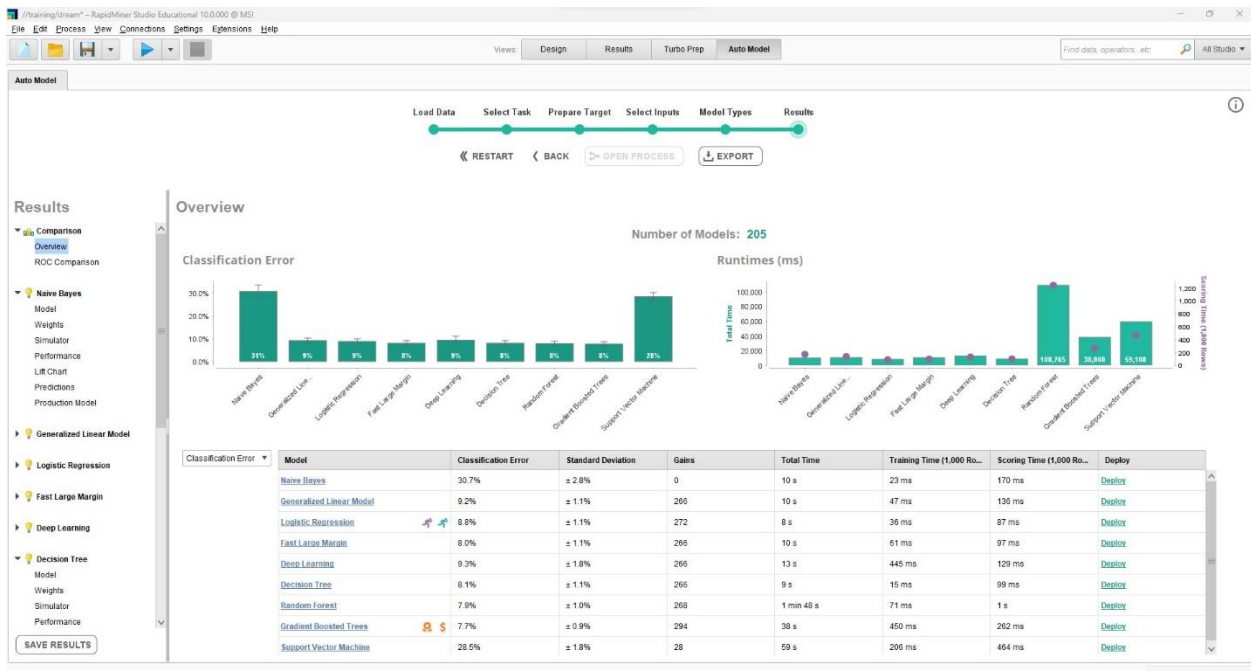 //training/dream* – RapidMiner Studio Educational 10.0.000 @ MSI
File Edit Process View Connections Settings Extensions Help
Views: Design Results Turbo Prep Auto Model
Find data, operators...etc All Studio
Auto Model
Load Data Select Task Prepare Target Select Inputs Model Types Results
RESTART BACK OPEN PROCESS EXPORT
Results
Comparison
Overview
ROC Comparison
Naive Bayes
Model
Weights
Simulator
Performance
Lift Chart
Predictions
Production Model
Generalized Linear Model
Logistic Regression
Fast Large Margin
Deep Learning
Decision Tree
Model
Weights
Simulator
Performance
SAVE RESULTS
Overview
Number of Models: 205
Classification Error
30.0%
20.0%
10.0%
0.0%
31% 9% 9% 8% 9% 8% 8% 8% 28%
Naive Bayes Generalized Line... Logistic Regression Fast Large Margin Deep Learning Decision Tree Random Forest Gradient Boosted Trees Support Vector Machine
Runtimes (ms)
Total Time
100,000
80,000
60,000
40,000
20,000
0
108,765 38,060 59,108
Scoring Time (1,000 Rows)
1,200
1,000
800
600
400
200
0
Naive Bayes Generalized Line... Logistic Regression Fast Large Margin Deep Learning Decision Tree Random Forest Gradient Boosted Trees Support Vector Machine
Classification Error
Model Classification Error Standard Deviation Gains Total Time Training Time (1,000 Ro... Scoring Time (1,000 Ro... Deploy
Naive Bayes 30.7% ± 2.8% 0 10 s 23 ms 170 ms Deploy
Generalized Linear Model 9.2% ± 1.1% 266 10 s 47 ms 136 ms Deploy
Logistic Regression 8.8% ± 1.1% 272 8 s 36 ms 87 ms Deploy
Fast Large Margin 8.0% ± 1.1% 266 10 s 61 ms 97 ms Deploy
Deep Learning 9.3% ± 1.8% 266 13 s 445 ms 129 ms Deploy
Decision Tree 8.1% ± 1.1% 266 9 s 15 ms 99 ms Deploy
Random Forest 7.9% ± 1.0% 268 1 min 48 s 71 ms 1 s Deploy
Gradient Boosted Trees $ 7.7% ± 0.9% 294 38 s 450 ms 262 ms Deploy
Support Vector Machine 28.5% ± 1.8% 28 59 s 206 ms 464 ms Deploy